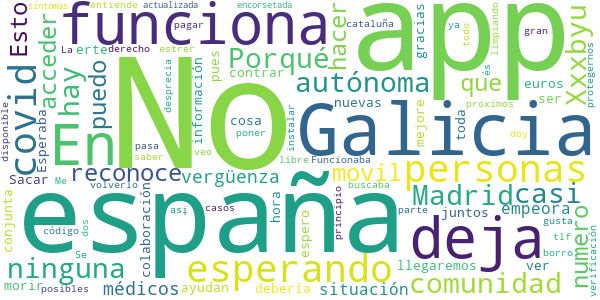 funciona
app
No
Galicia
españa
deja
En
covid
Esto
acceder
hay
erte
La
síntomas
entiende
actualizada
derecho
pagar
encorsetada
estrer
Porqué
hacer
cataluña
gracias
ya
todo
limpiando
gran
Xxxbyu
protegernos
és
que
autónoma
contrar
puedo
información
pues
desprecia
cosa
poner
nuevas
mejore
toda
euros
ser
proximos
doy
disponible
Esperaba
reconoce
pasa
saber
veo
instalar
libre
Funcionaba
movil
personas
Madrid
casi
Sacar
Me
volverlo
vergüenza
buscaba
juntos
empeora
numero
conjunta
ninguna
Se
código
dos
colaboración
así
casos
hora
espero
principio
parte
tlf
gusta
borro
verificación
morir
posibles
médicos
esperando
ayudan
situación
debería
llegaremos
ver
comunidad